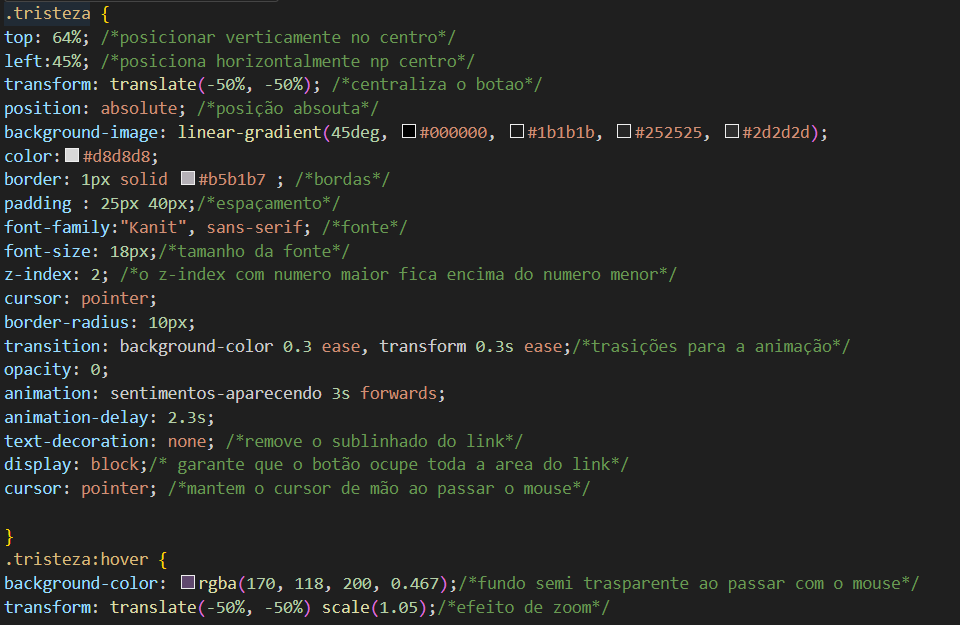 .tristeza {
top: 64%; /*posicionar verticamente no centro*/
left:45%; /*posiciona horizontalmente np centro*/
transform: translate(-50%, -50%); /*centraliza o botao*/
position: absolute; /*posição absouta*/
background-image: linear-gradient(45deg, #000000, #1b1b1b, #252525, #2d2d2d);
color:#d8d8d8;
border: 1px solid #b5b1b7 ; /*bordas*/
padding : 25px 40px;/*espaçamento*/
font-family:"Kanit", sans-serif; /*fonte*/
font-size: 18px;/*tamanho da fonte*/
z-index: 2; /*o z-index com numero maior fica encima do numero menor*/
cursor: pointer;
border-radius: 10px;
transition: background-color 0.3 ease, transform 0.3s ease;/*trasições para a animação*/
opacity: 0;
animation: sentimentos-aparecendo 3s forwards;
animation-delay: 2.3s;
text-decoration: none; /*remove o sublinhado do link*/
display: block;/* garante que o botão ocupe toda a area do link*/
cursor: pointer; /*mantem o cursor de mão ao passar o mouse*/
}
.tristeza:hover {
background-color: rgba(170, 118, 200, 0.467);/*fundo semi trasparente ao passar com o mouse*/
transform: translate(-50%, -50%) scale(1.05);/*efeito de zoom*/